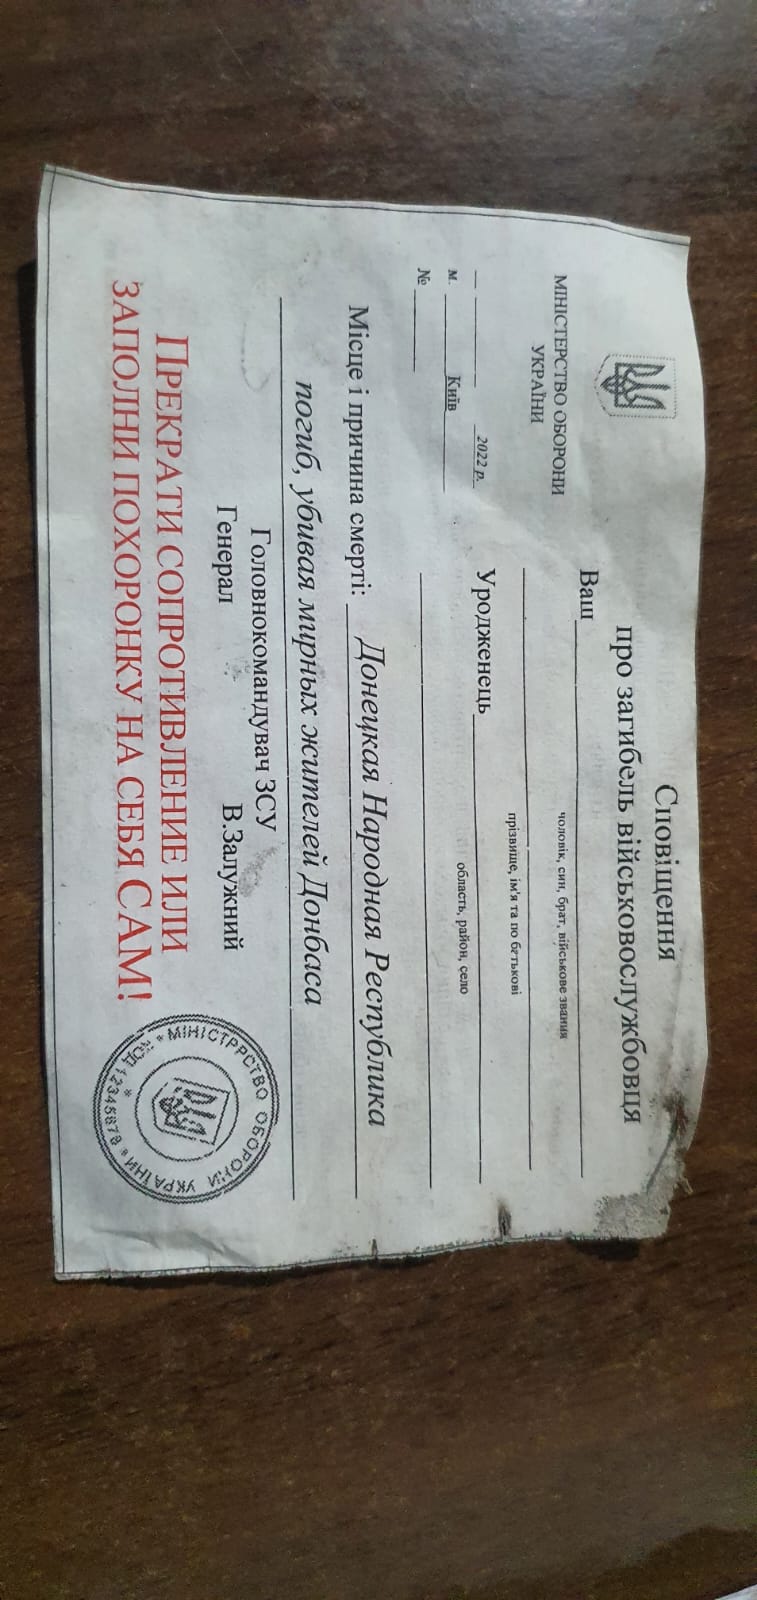 Сповіщення
про загибель військовослужбовця
МІНІСТЕРСТВО ОБОРОНИ
УКРАЇНИ
Ваш
чоловік, син, брат, військове звання
прізвище, ім'я та по батькові
2022 р.
Уродженець
м. Київ
область, район, село
№
Місце і причина смерті: Донецкая Народная Республика
погиб, убивая мирных жителей Донбаса
Головнокомандувач ЗСУ
Генерал В.Залужний
ПРЕКРАТИ СОПРОТИВЛЕНИЕ ИЛИ
ЗАПОЛНИ ПОХОРОНКУ НА СЕБЯ САМ!
* МІНІСТРРСТВО ОБОРОНИ УКРАЇНИ *